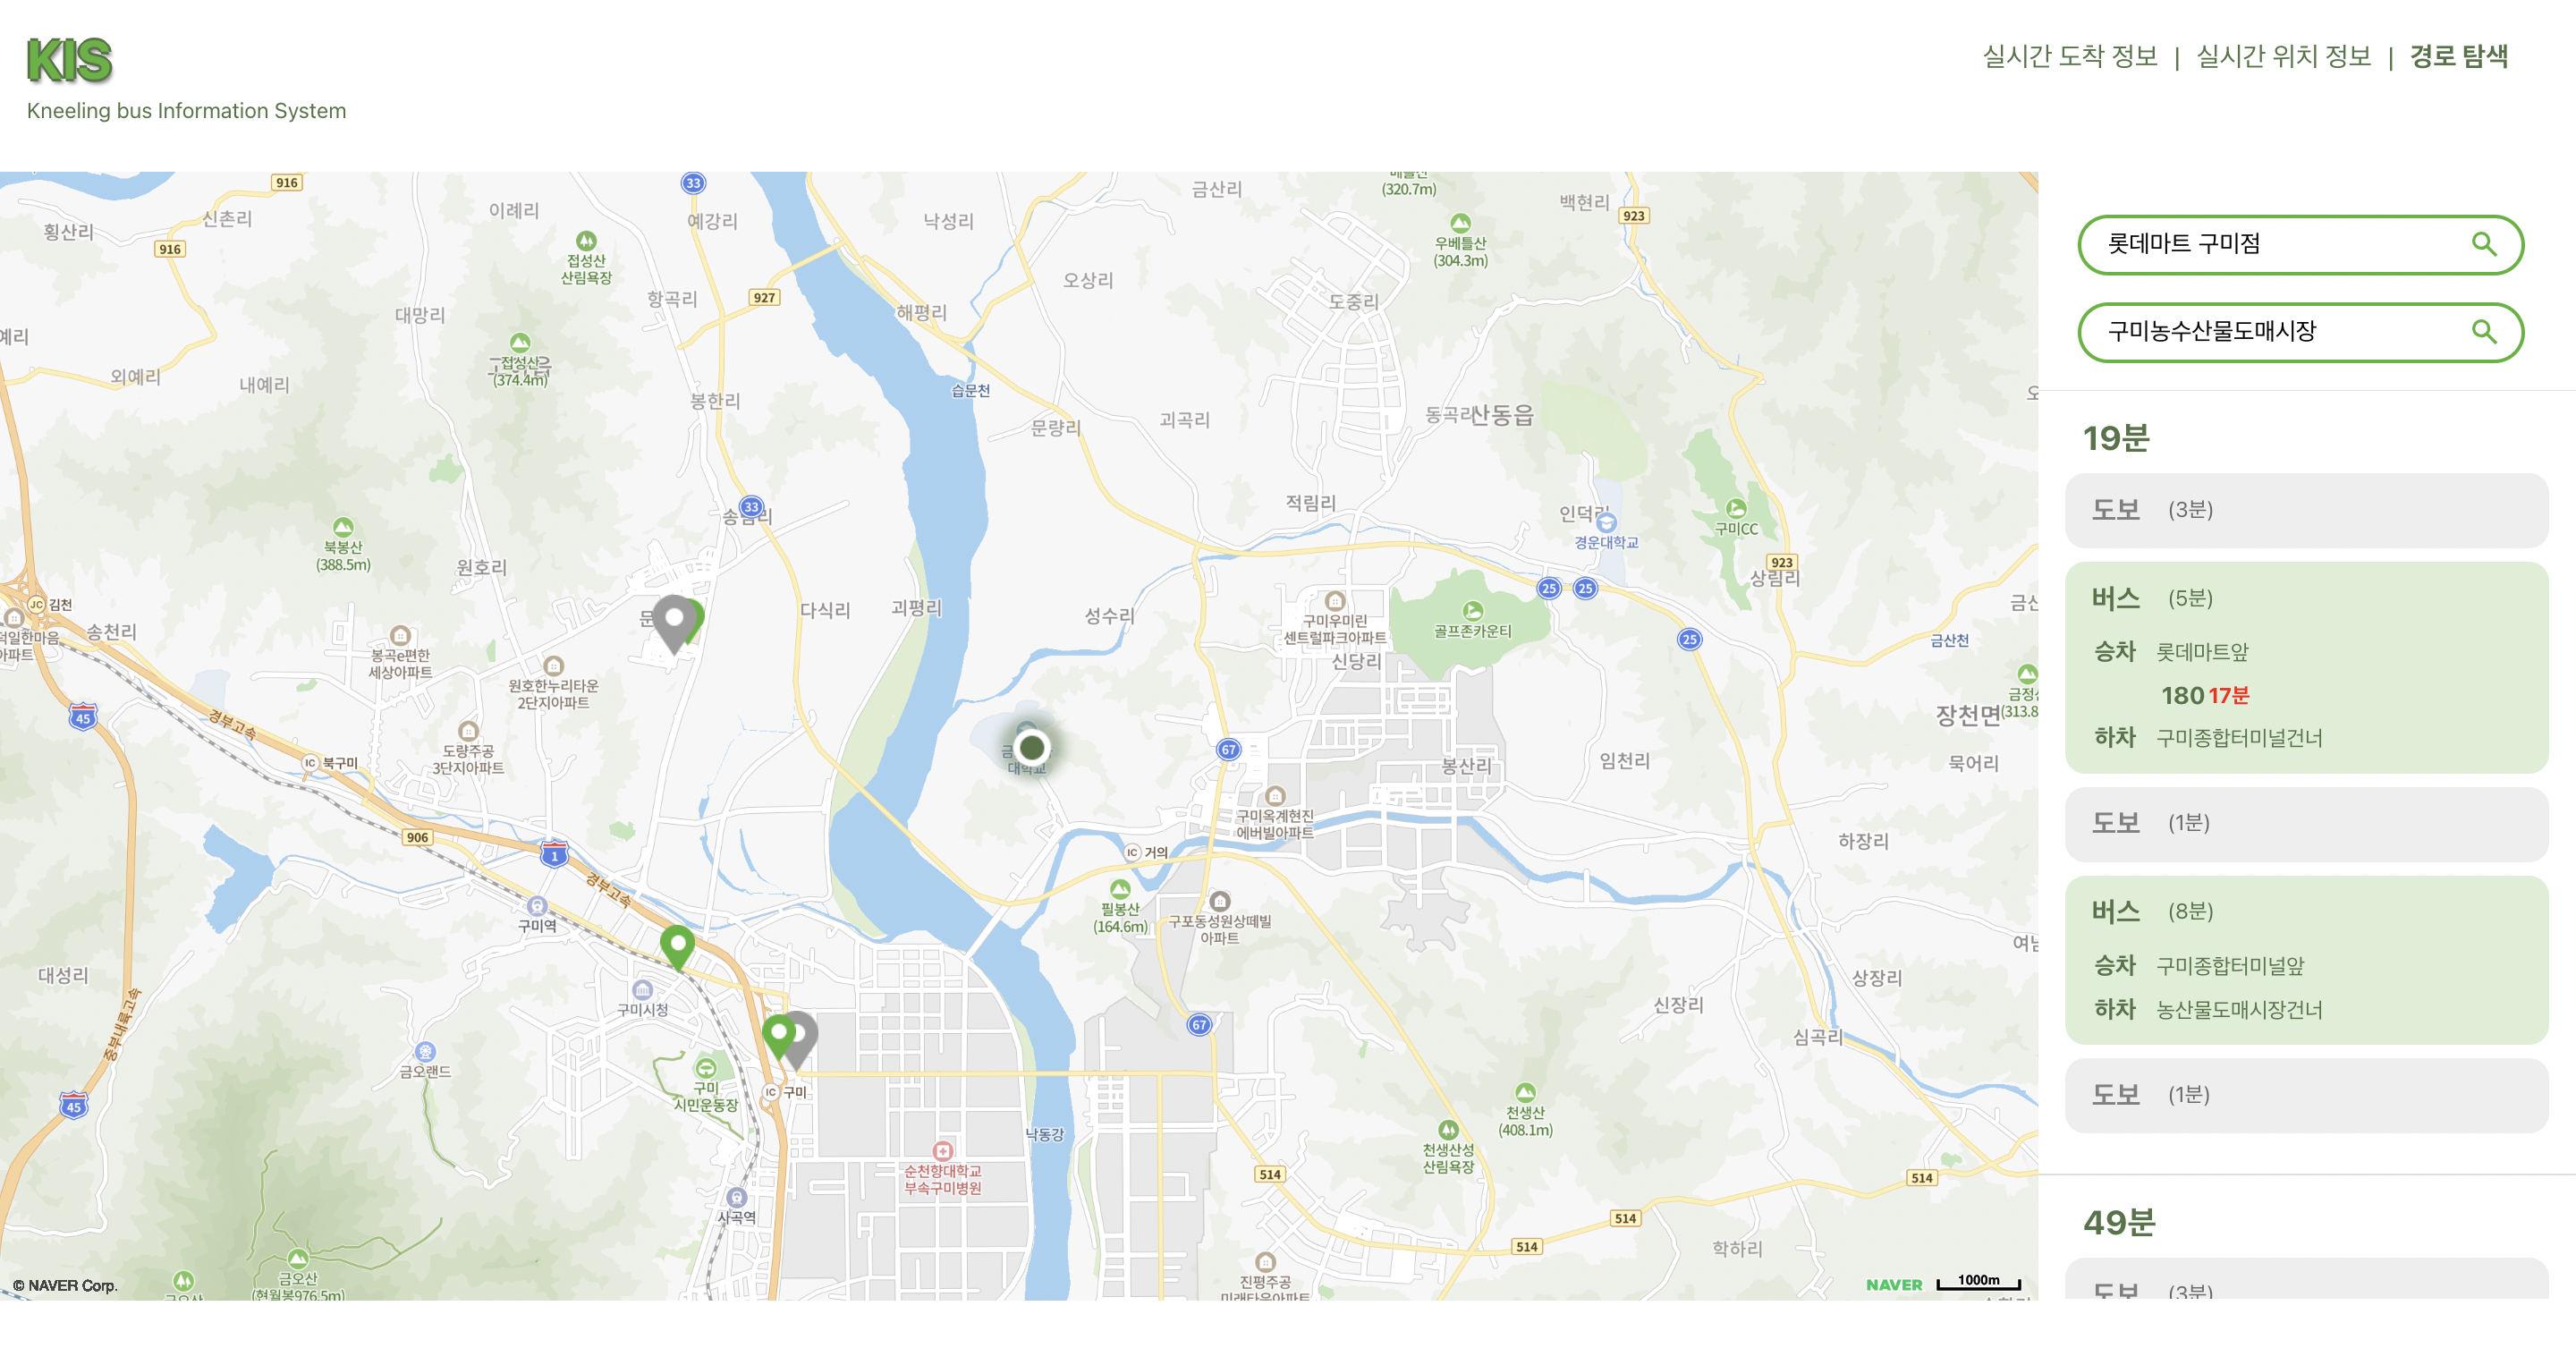 KIS
Kneeling bus Information System
실시간 도착 정보 | 실시간 위치 정보 | 경로 탐색
롯데마트 구미점
구미농수산물도매시장
19분
도보 (3분)
버스 (5분)
승차 롯데마트앞
180 17분
하차 구미종합터미널건너
도보 (1분)
버스 (8분)
승차 구미종합터미널앞
하차 농산물도매시장건너
도보 (1분)
49분
도보 (3분)
916
33
금산리
(320.7m)
백현리
923
횡산리
신촌리
이례리
예강리
낙성리
916
우베틀산
(304.3m)
접성산
산림욕장
항곡리
927
오상리
도중리
대망리
해평리
접성산
(374.4m)
외예리
내예리
습문천
봉한리
문량리
괴곡리
동곡리
산동읍
33
적림리
인덕리
구미CC
경운대학교
북봉산
(388.5m)
원호리
923
상림리
25
25
JC 김천
송천리
다식리
괴평리
성수리
구미우미린
센트럴파크아파트
골프존카운티
25
금산천
봉곡e편한
세상아파트
원호한누리타운
2단지아파트
신당리
45
경부고속
장천면
도량주공
3단지아파트
IC 북구미
대학교
67
봉산리
임천리
묵어리
구미옥계현진
에버빌아파트
906
1
경부고속
IC 거의
하장리
필봉산
(164.6m)
구포동성원상떼빌
아파트
구미역
대성리
구미시청
신장리
상장리
심곡리
중부내륙고속
67
금오랜드
구미
시민운동장
IC 구미
45
낙동강
천생산
(408.1m)
천생산성
산림욕장
순천향대학교
부속구미병원
514
514
사곡역
514
514
학하리
금오산
(현월봉976.5m)
진평주공
미래타운아파트
© NAVER Corp.
NAVER
1000m